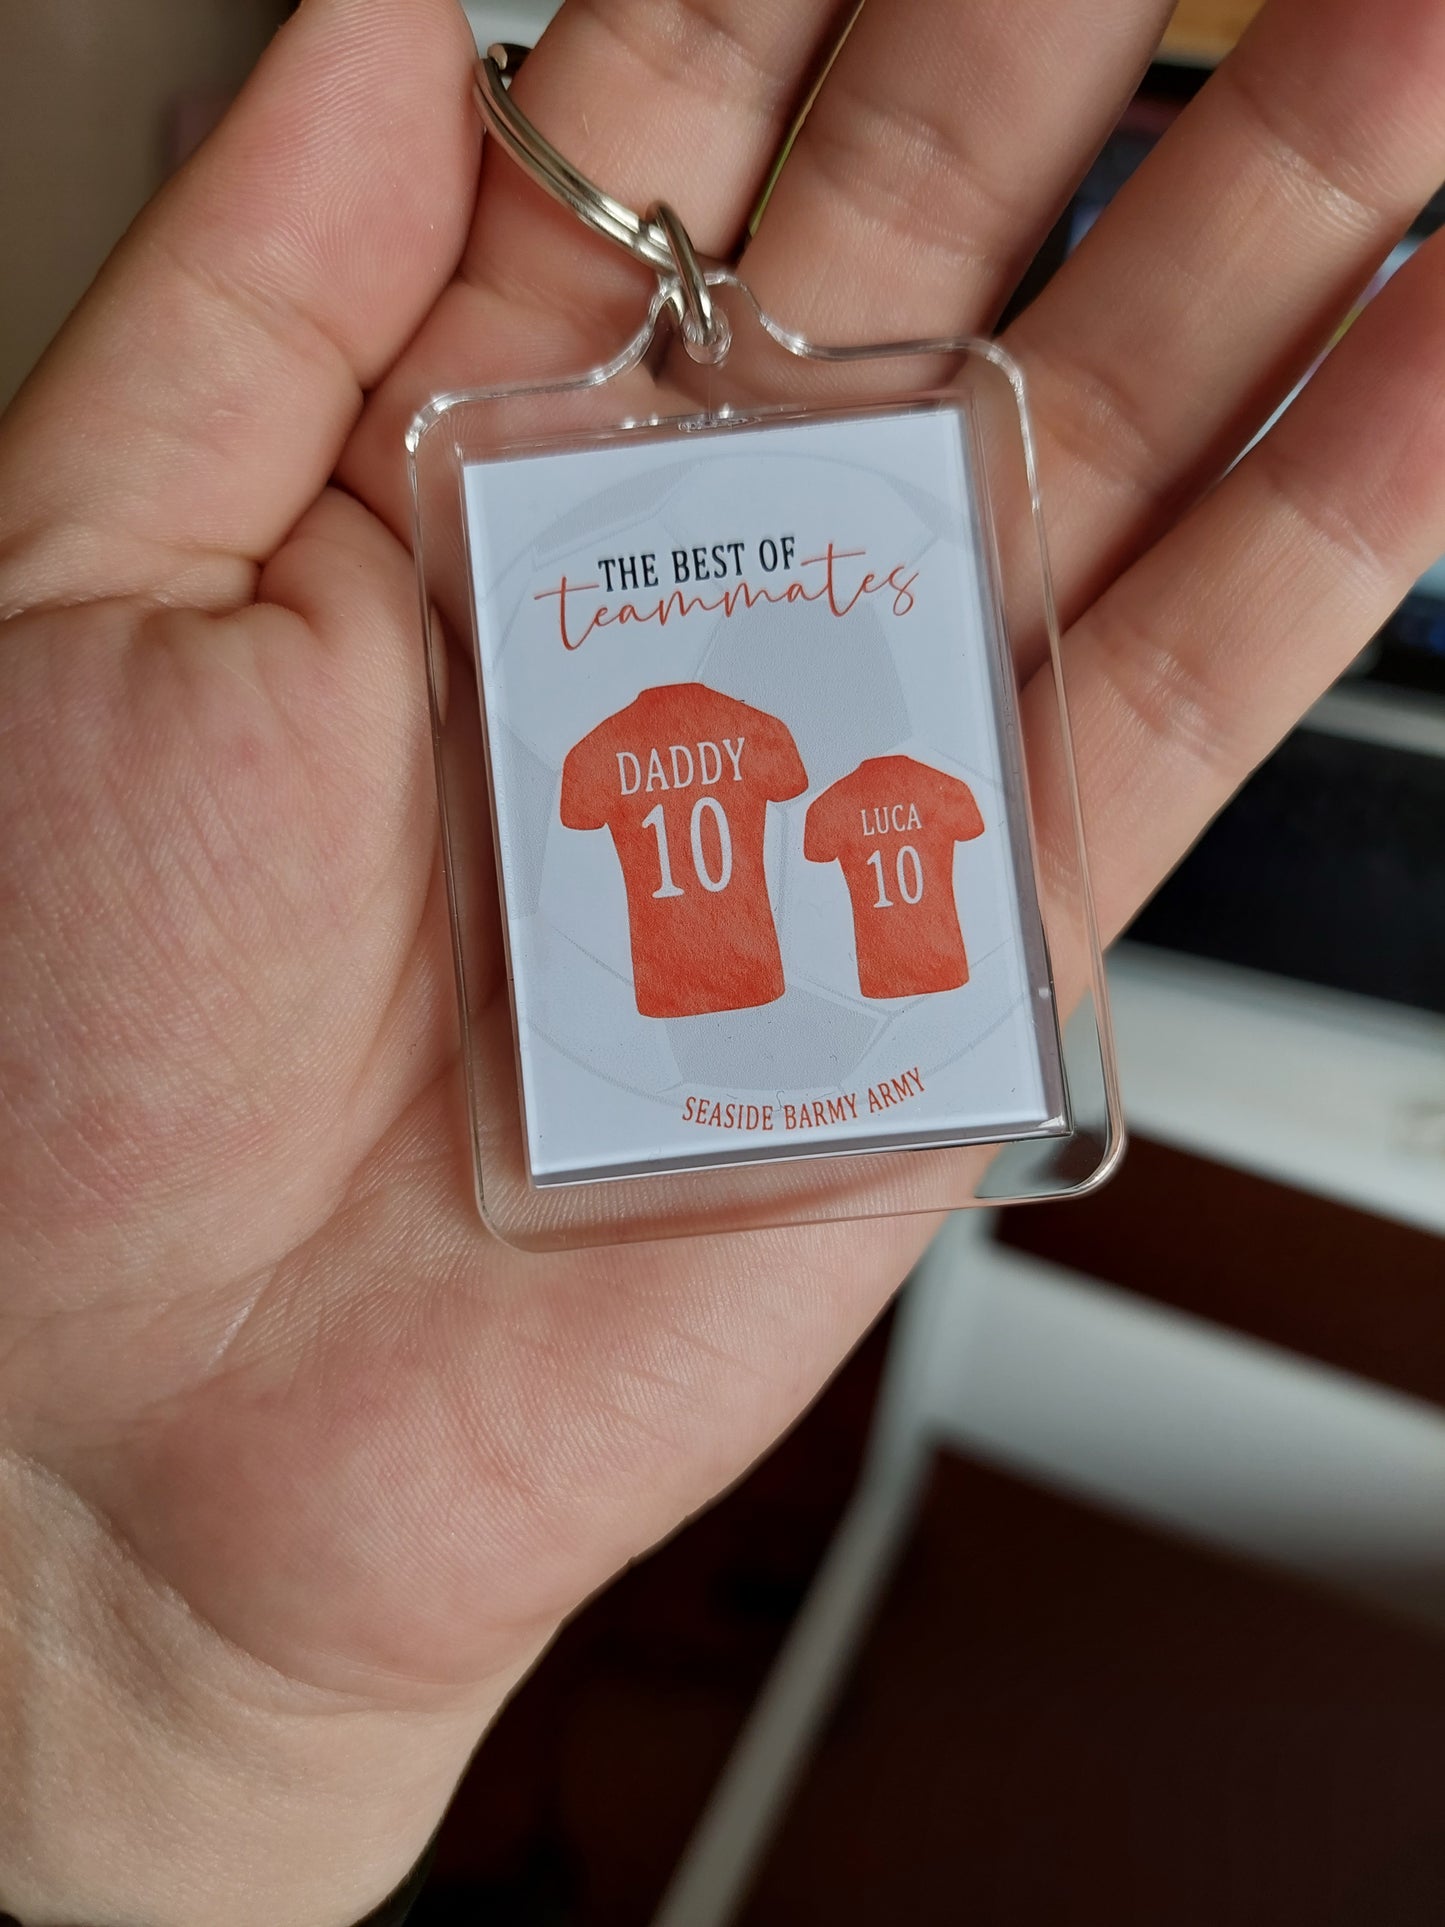 THE BEST OF
teammates
DADDY
10
LUCA
10
SEASIDE BARMY ARMY